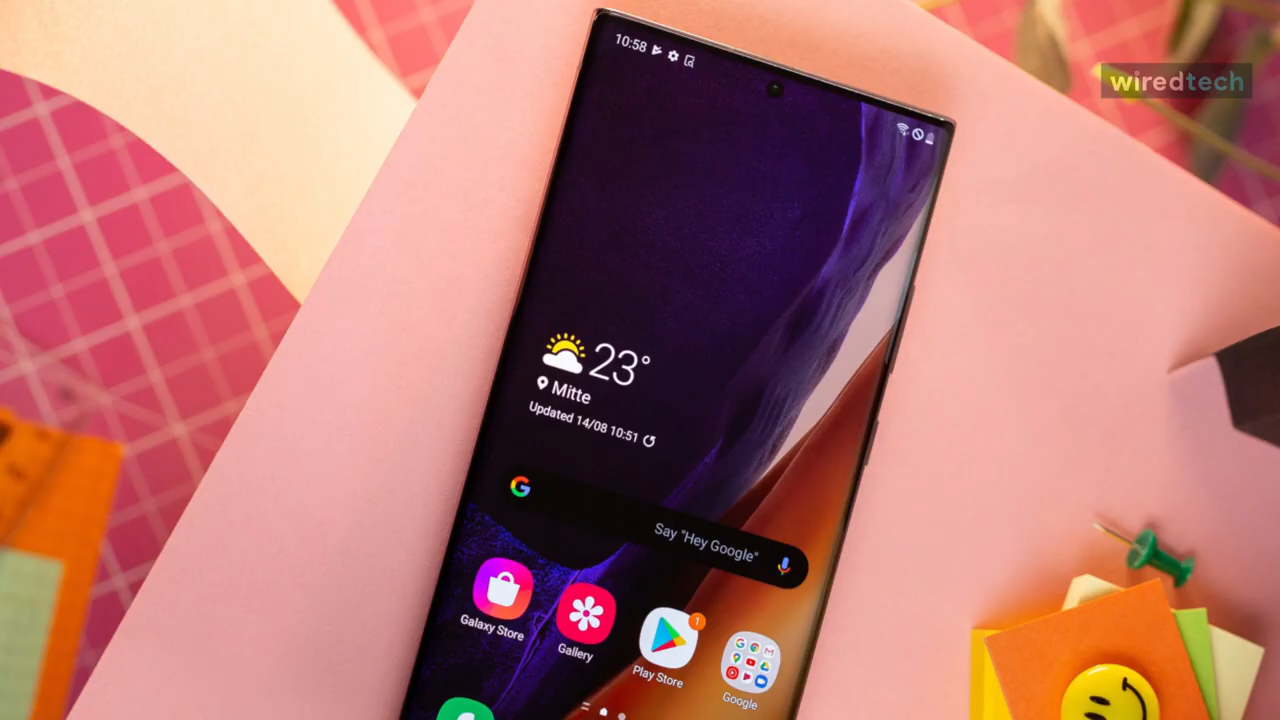 10:58
wiredtech
23°
Mitte
Updated 14/08 10:51
G
Say "Hey Google"
Galaxy Store
Gallery
1
Play Store
Google